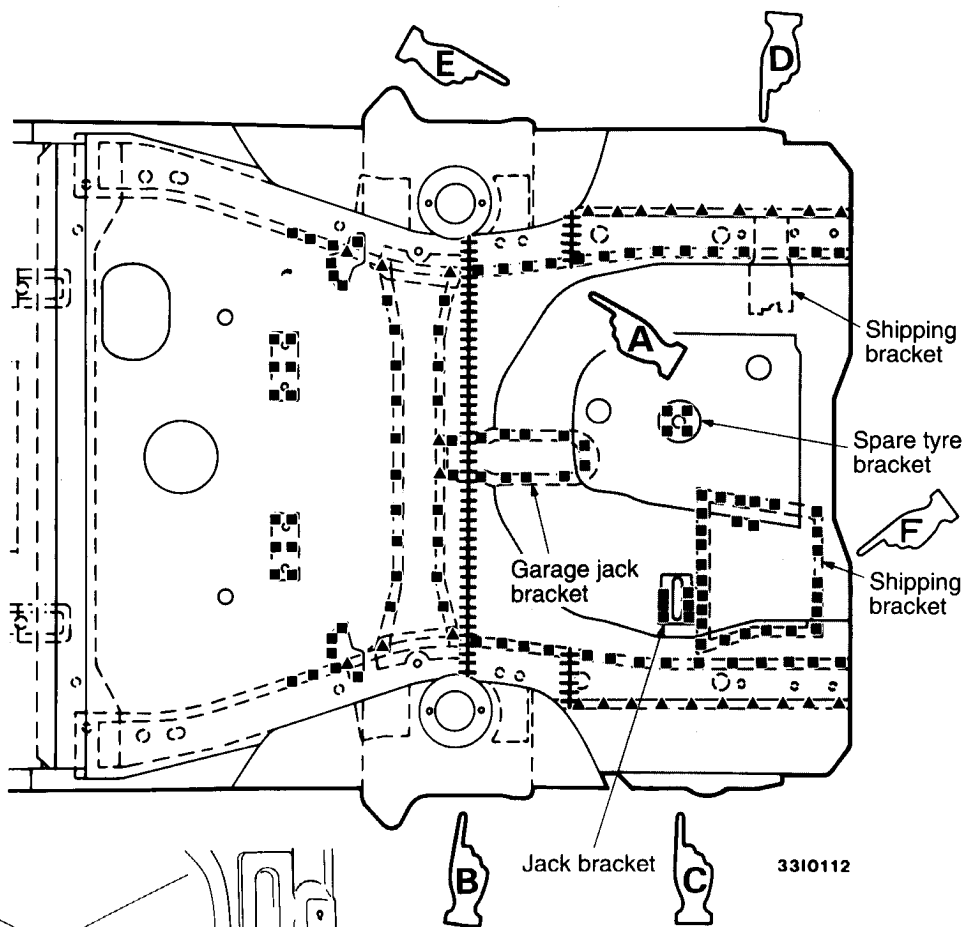 E
D
A
Shipping
bracket
Spare tyre
bracket
F
Garage jack
bracket
Shipping
bracket
B
Jack bracket
C
33I0112